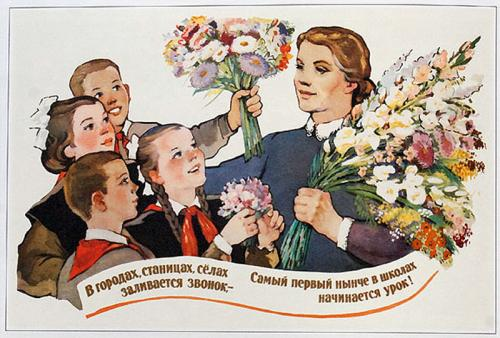 В городах, станицах, сёлах
заливается звонок,–
Самый первый нынче в школах
начинается урок!